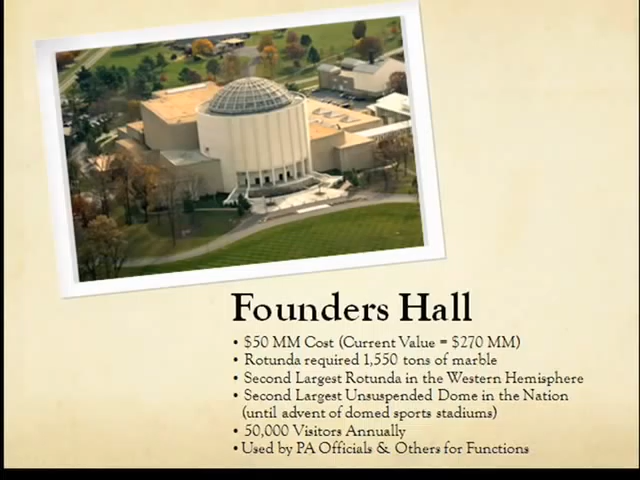 Founders Hall
• $50 MM Cost (Current Value = $270 MM)
• Rotunda required 1,550 tons of marble
• Second Largest Rotunda in the Western Hemisphere
• Second Largest Unsuspended Dome in the Nation
(until advent of domed sports stadiums)
• 50,000 Visitors Annually
• Used by PA Officials & Others for Functions